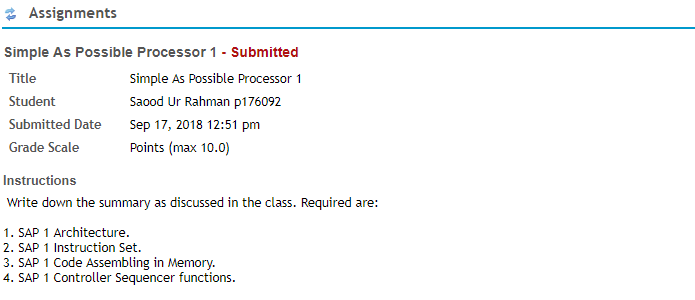 Assignments
Simple As Possible Processor 1 - Submitted
Title Simple As Possible Processor 1
Student Saood Ur Rahman p176092
Submitted Date Sep 17, 2018 12:51 pm
Grade Scale Points (max 10.0)
Instructions
Write down the summary as discussed in the class. Required are:
1. SAP 1 Architecture.
2. SAP 1 Instruction Set.
3. SAP 1 Code Assembling in Memory.
4. SAP 1 Controller Sequencer functions.